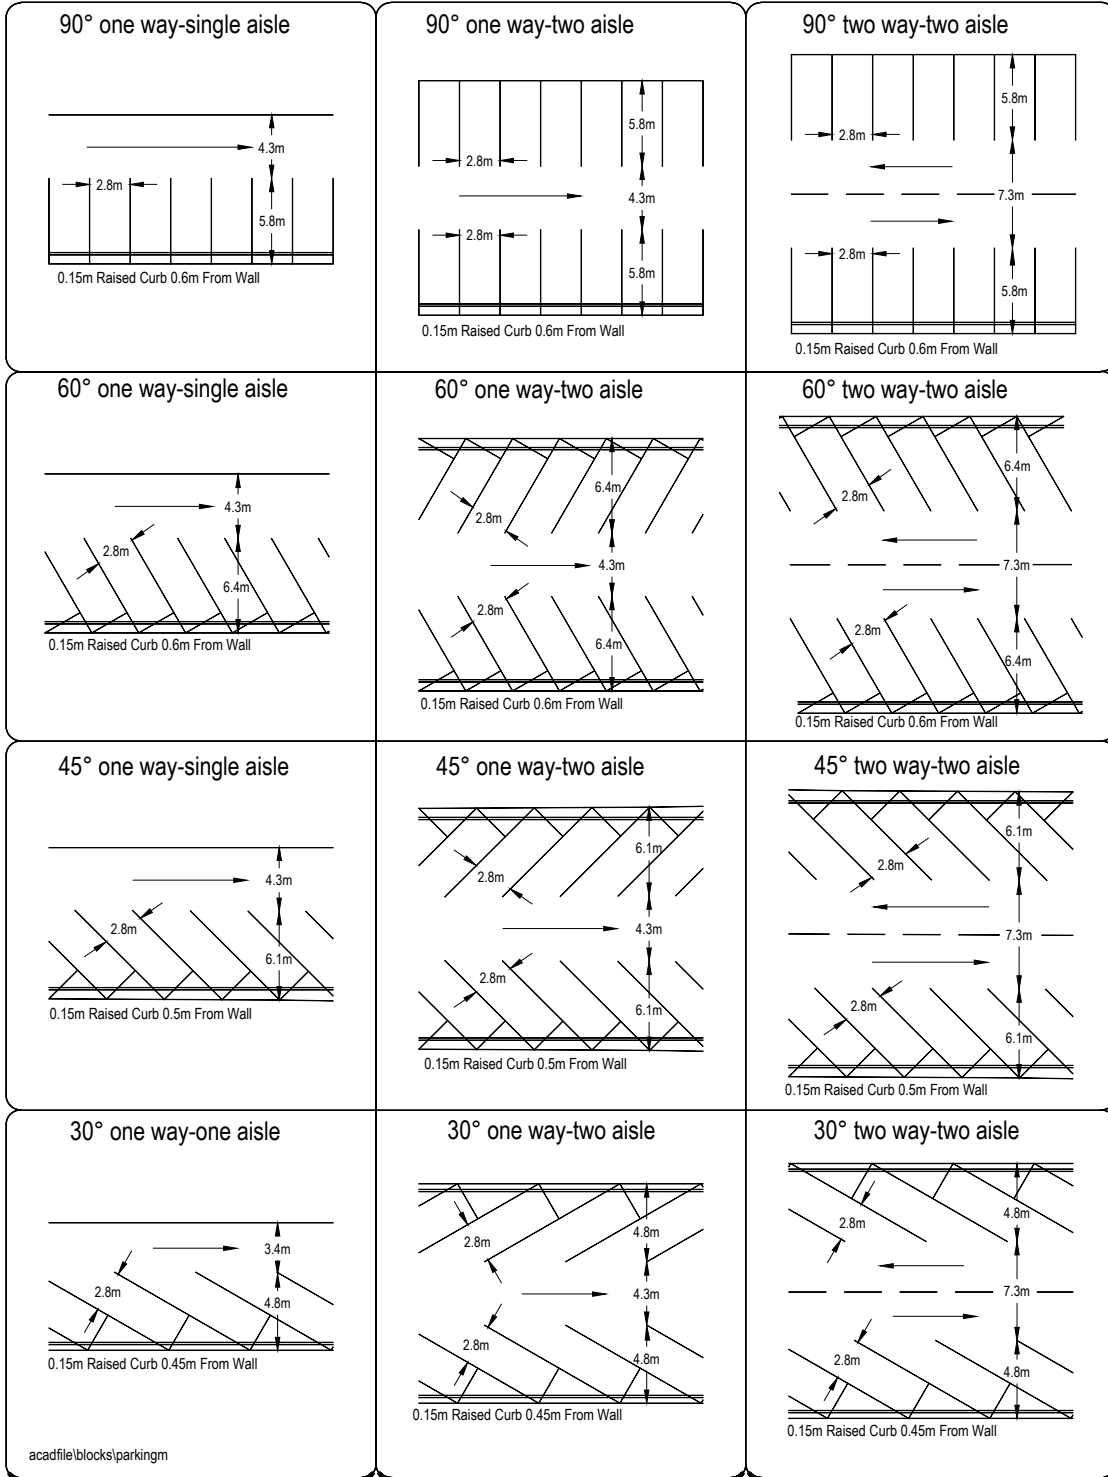 90° one way-single aisle
4.3m
2.8m
5.8m
0.15m Raised Curb 0.6m From Wall
90° one way-two aisle
5.8m
2.8m
4.3m
2.8m
5.8m
0.15m Raised Curb 0.6m From Wall
90° two way-two aisle
5.8m
2.8m
7.3m
2.8m
5.8m
0.15m Raised Curb 0.6m From Wall
60° one way-single aisle
4.3m
2.8m
6.4m
0.15m Raised Curb 0.6m From Wall
60° one way-two aisle
6.4m
2.8m
4.3m
2.8m
6.4m
0.15m Raised Curb 0.6m From Wall
60° two way-two aisle
6.4m
2.8m
7.3m
2.8m
6.4m
0.15m Raised Curb 0.6m From Wall
45° one way-single aisle
4.3m
2.8m
6.1m
0.15m Raised Curb 0.5m From Wall
45° one way-two aisle
6.1m
2.8m
4.3m
2.8m
6.1m
0.15m Raised Curb 0.5m From Wall
45° two way-two aisle
6.1m
2.8m
7.3m
2.8m
6.1m
0.15m Raised Curb 0.5m From Wall
30° one way-one aisle
3.4m
2.8m
4.8m
0.15m Raised Curb 0.45m From Wall
30° one way-two aisle
4.8m
2.8m
4.3m
2.8m
4.8m
0.15m Raised Curb 0.45m From Wall
30° two way-two aisle
4.8m
2.8m
7.3m
2.8m
4.8m
0.15m Raised Curb 0.45m From Wall
acadfile\blocks\parkingm